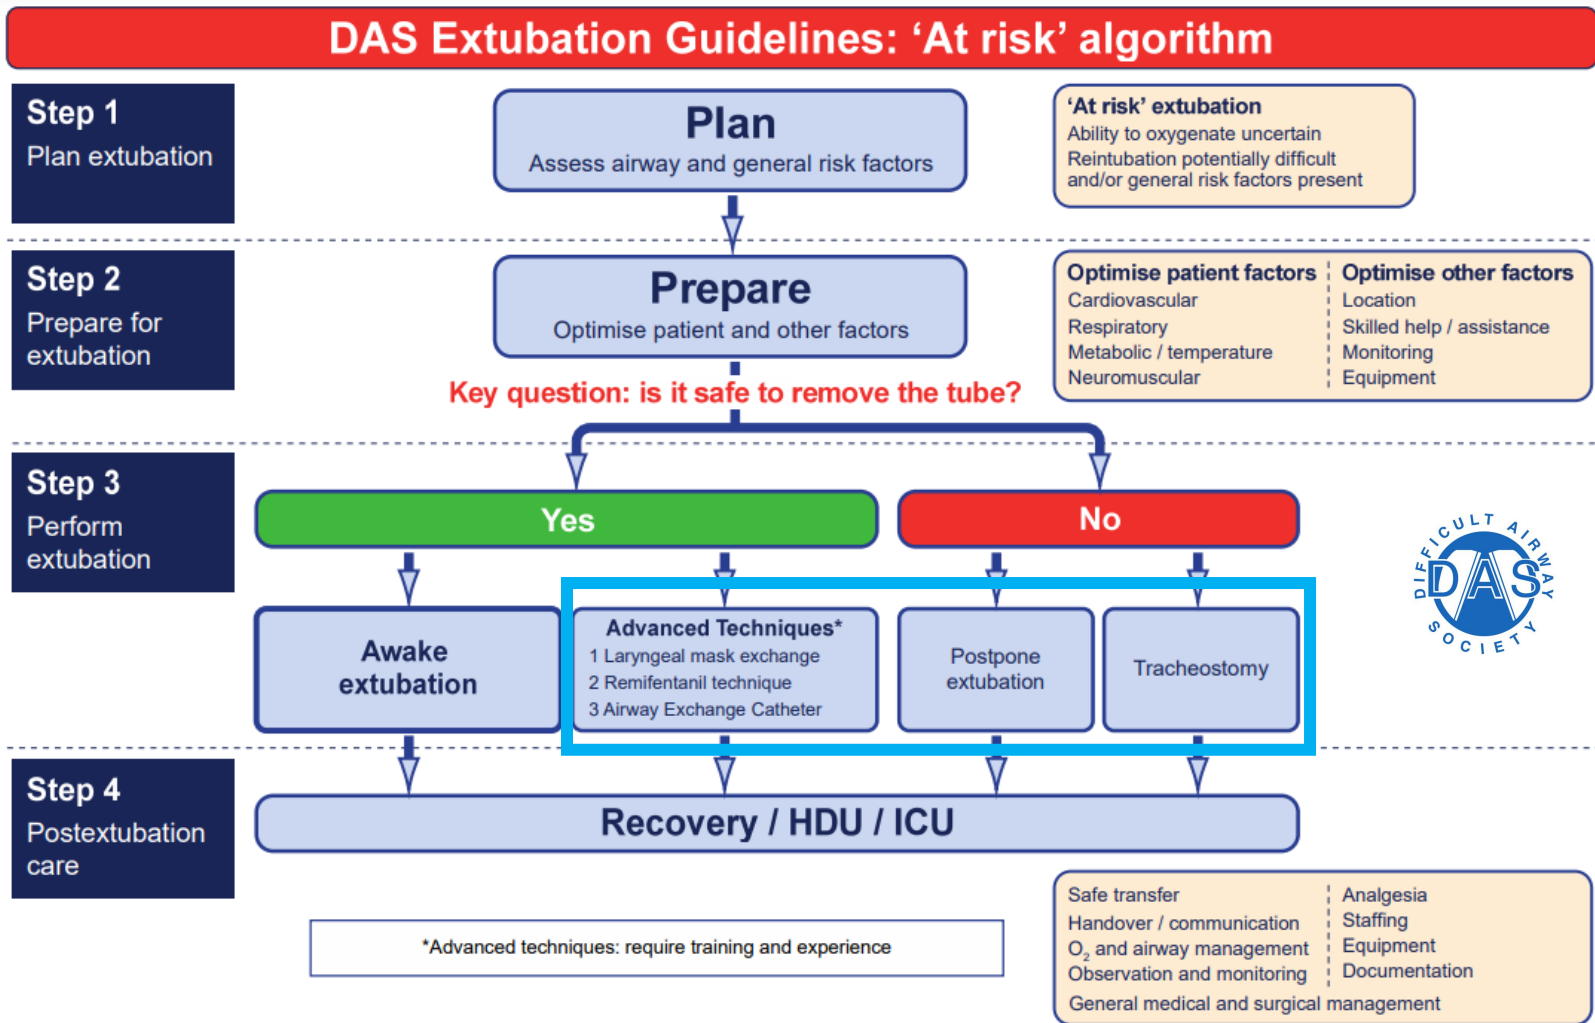 DAS Extubation Guidelines: ‘At risk’ algorithm
Step 1
Plan extubation
Plan
Assess airway and general risk factors
‘At risk’ extubation
Ability to oxygenate uncertain
Reintubation potentially difficult
and/or general risk factors present
Step 2
Prepare for
extubation
Prepare
Optimise patient and other factors
Optimise patient factors
Cardiovascular
Respiratory
Metabolic / temperature
Neuromuscular
Optimise other factors
Location
Skilled help / assistance
Monitoring
Equipment
Key question: is it safe to remove the tube?
Step 3
Perform
extubation
Yes
No
Awake
extubation
Advanced Techniques*
1 Laryngeal mask exchange
2 Remifentanil technique
3 Airway Exchange Catheter
Postpone
extubation
Tracheostomy
DIFFICULT AIRWAY
DAS
SOCIETY
Step 4
Postextubation
care
Recovery / HDU / ICU
*Advanced techniques: require training and experience
Safe transfer
Handover / communication
O₂ and airway management
Observation and monitoring
Analgesia
Staffing
Equipment
Documentation
General medical and surgical management